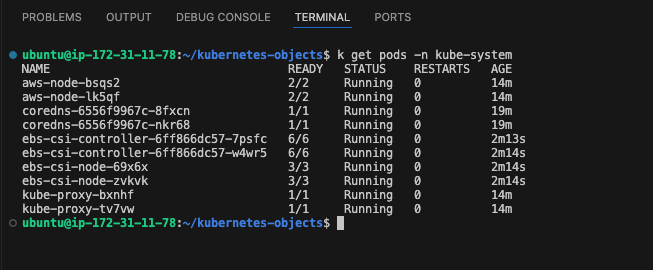 PROBLEMS OUTPUT DEBUG CONSOLE TERMINAL PORTS
ubuntu@ip-172-31-11-78:~/kubernetes-objects$ k get pods -n kube-system
NAME READY STATUS RESTARTS AGE
aws-node-bsqs2 2/2 Running 0 14m
aws-node-lk5qf 2/2 Running 0 14m
coredns-6556f9967c-8fxcn 1/1 Running 0 19m
coredns-6556f9967c-nkr68 1/1 Running 0 19m
ebs-csi-controller-6ff866dc57-7psfc 6/6 Running 0 2m13s
ebs-csi-controller-6ff866dc57-w4wr5 6/6 Running 0 2m14s
ebs-csi-node-69x6x 3/3 Running 0 2m14s
ebs-csi-node-zvkvk 3/3 Running 0 2m14s
kube-proxy-bxnhf 1/1 Running 0 14m
kube-proxy-tv7vw 1/1 Running 0 14m
ubuntu@ip-172-31-11-78:~/kubernetes-objects$